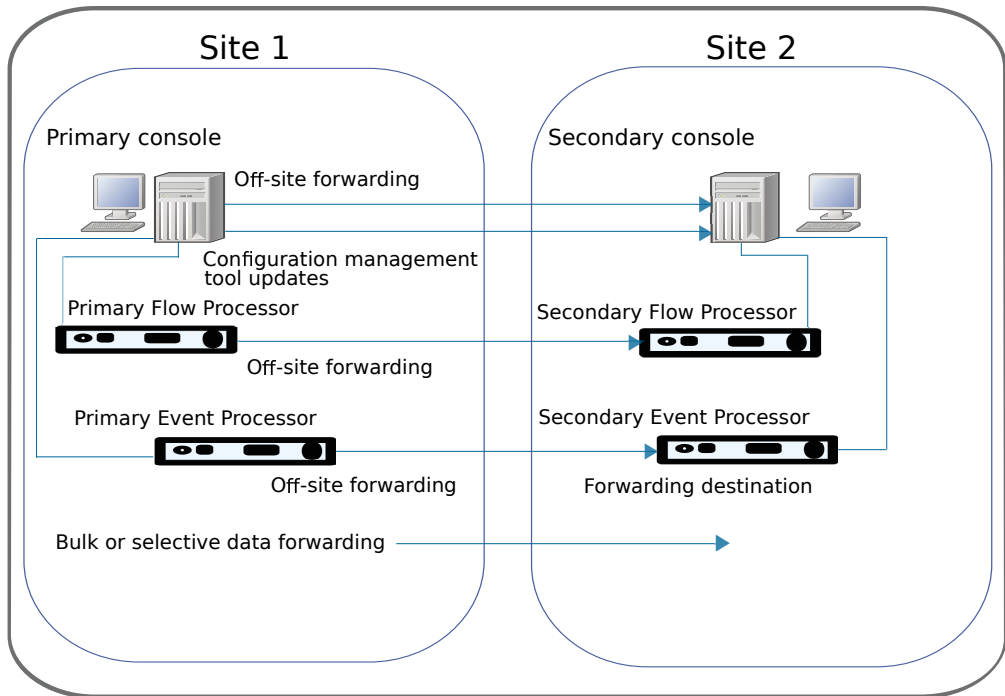 Site 1
Site 2
Primary console
Secondary console
Off-site forwarding
Configuration management
tool updates
Primary Flow Processor
Secondary Flow Processor
Off-site forwarding
Primary Event Processor
Secondary Event Processor
Off-site forwarding
Forwarding destination
Bulk or selective data forwarding